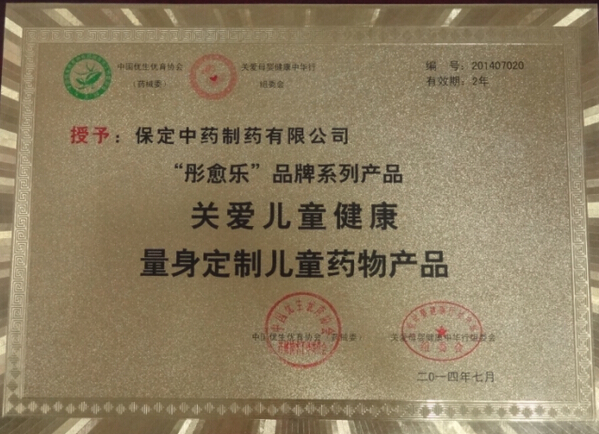 中国优生优育协会
（药械委）
关爱母婴健康中华行
组委会
编 号：201407020
有效期：2年
授予：保定中药制药有限公司
“彤愈乐”品牌系列产品
关爱儿童健康
量身定制儿童药物产品
中国优生优育协会（药械委）
关爱母婴健康中华行组委会
二〇一四年七月